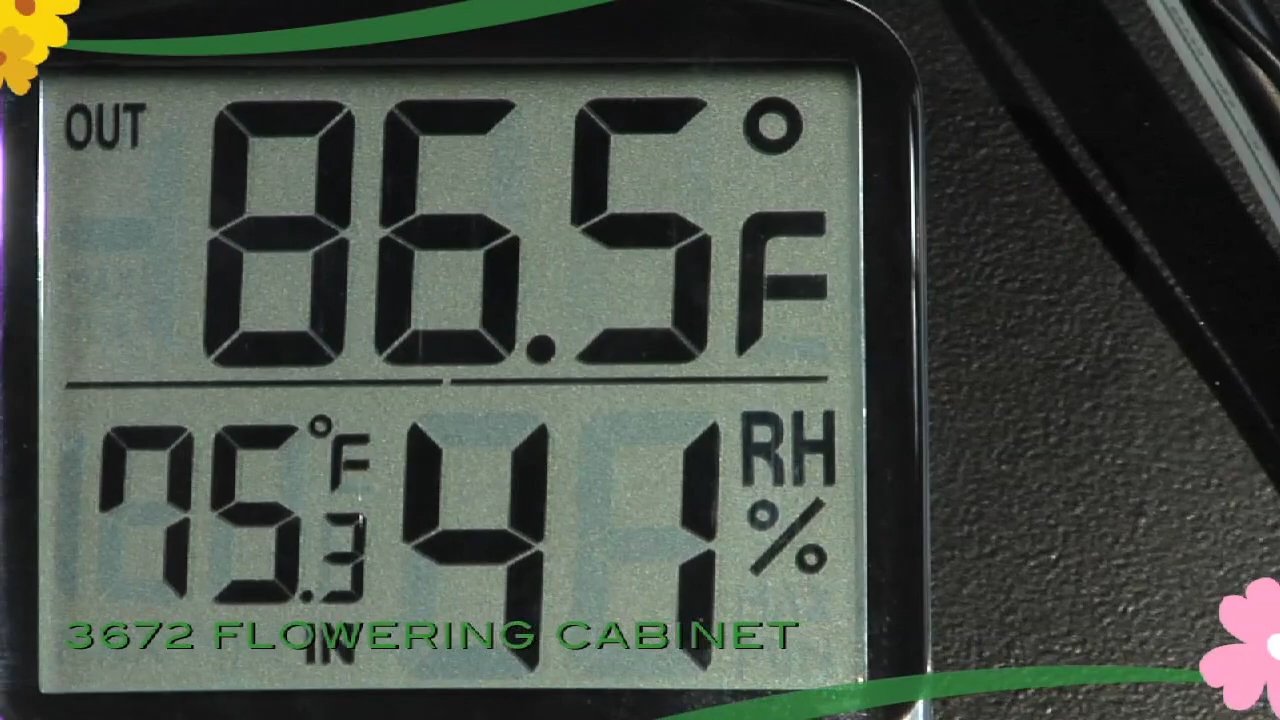 OUT
86.5°F
75.3°F
41 RH %
IN
3672 FLOWERING CABINET